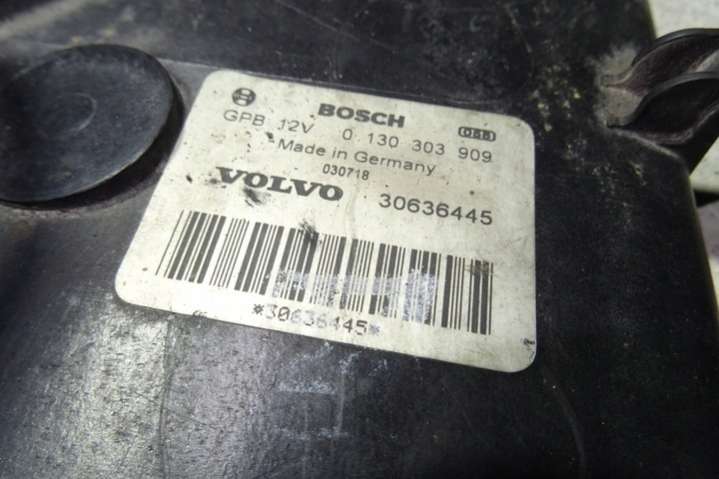 BOSCH
GPB 12V 0 130 303 909
Made in Germany
030718
VOLVO 30636445
*30636445*